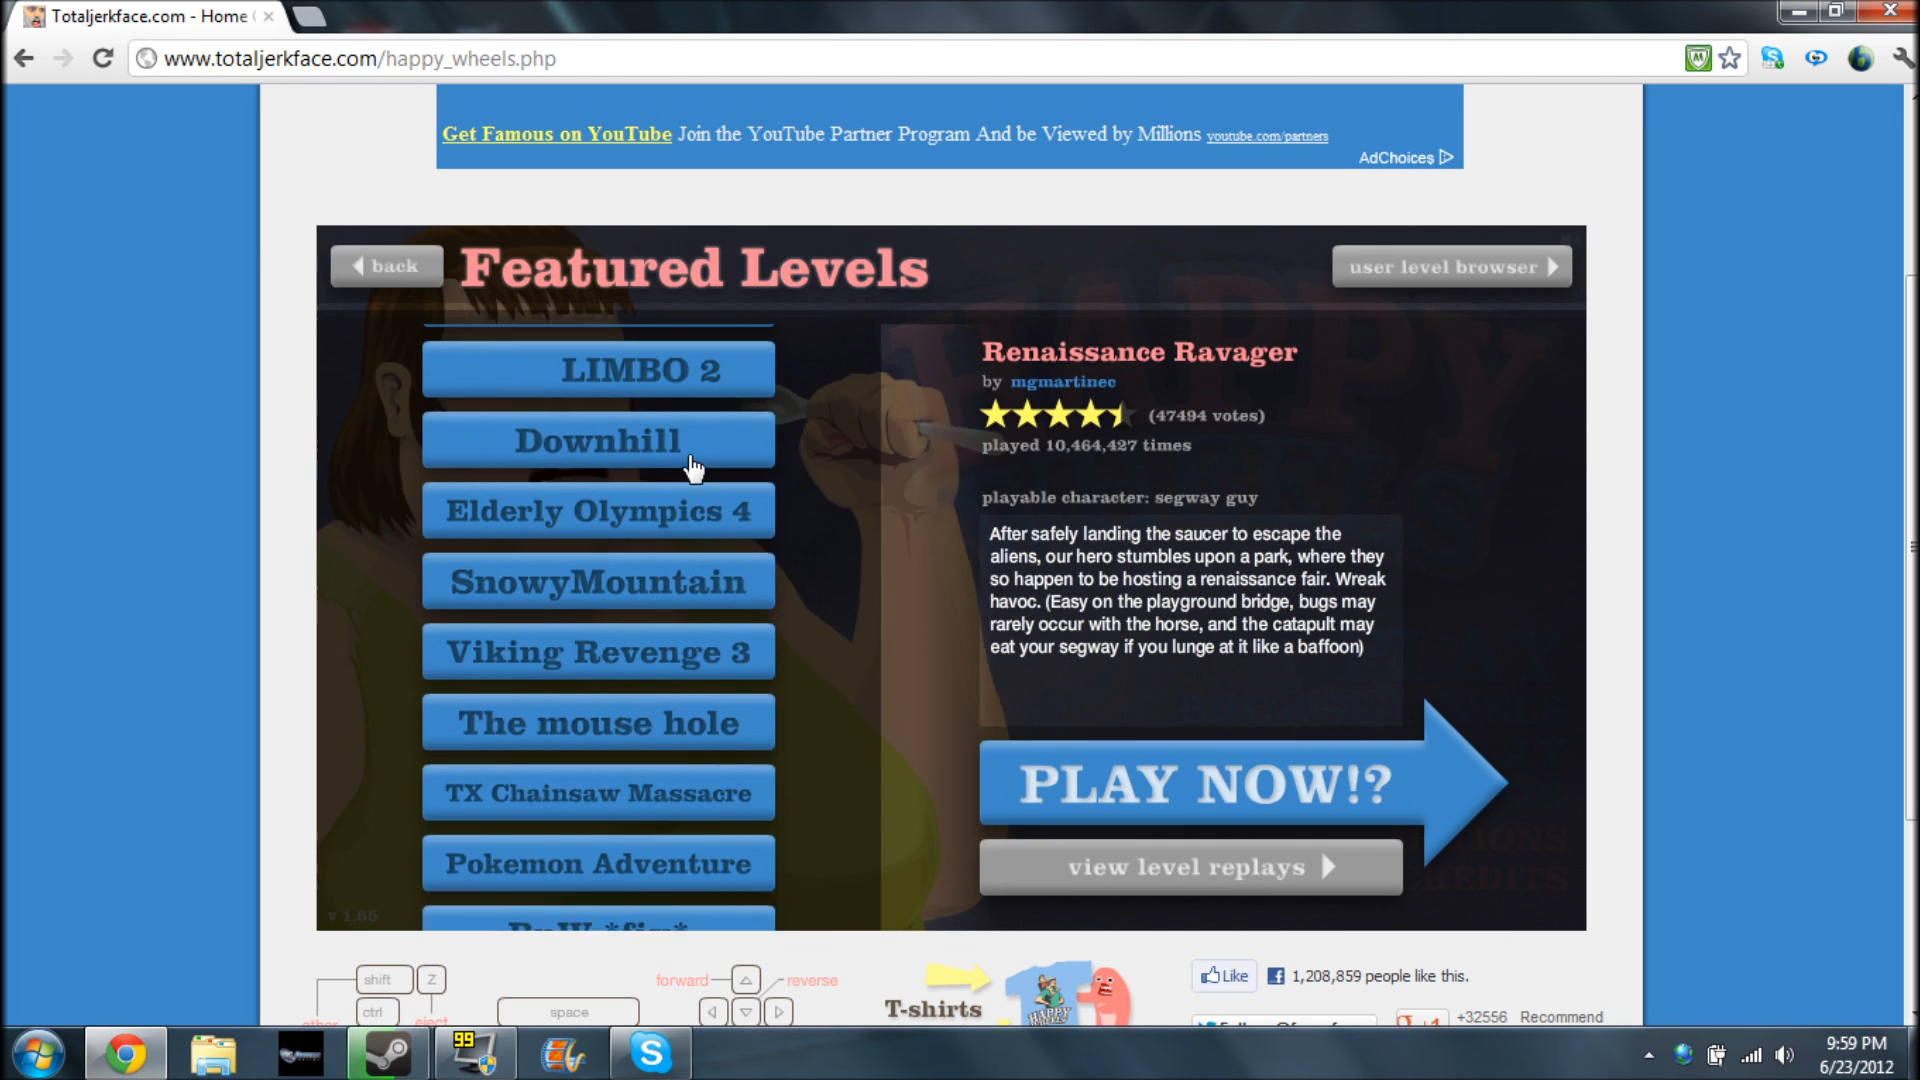 Totaljerkface.com - Home
www.totaljerkface.com/happy_wheels.php
Get Famous on YouTube Join the YouTube Partner Program And be Viewed by Millions youtube.com/partners
AdChoices
back
Featured Levels
user level browser
LIMBO 2
Downhill
Elderly Olympics 4
SnowyMountain
Viking Revenge 3
The mouse hole
TX Chainsaw Massacre
Pokemon Adventure
v 1.65
Renaissance Ravager
by mgmartinec
(47494 votes)
played 10,464,427 times
playable character: segway guy
After safely landing the saucer to escape the
aliens, our hero stumbles upon a park, where they
so happen to be hosting a renaissance fair. Wreak
havoc. (Easy on the playground bridge, bugs may
rarely occur with the horse, and the catapult may
eat your segway if you lunge at it like a baffoon)
PLAY NOW!?
view level replays
shift
Z
ctrl
eject
space
forward
reverse
T-shirts
HAPPY
Like
1,208,859 people like this.
+32556 Recommend
99
9:59 PM
6/23/2012